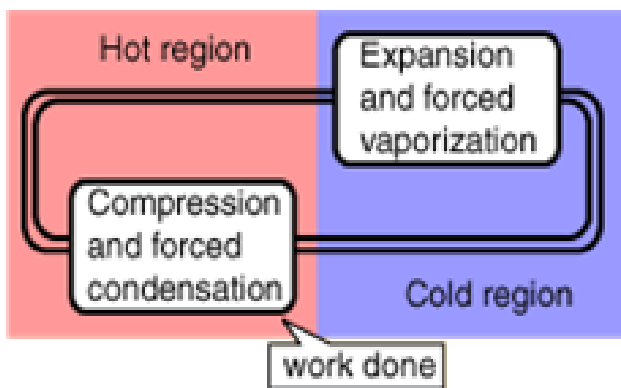 Hot region
Expansion
and forced
vaporization
Compression
and forced
condensation
Cold region
work done